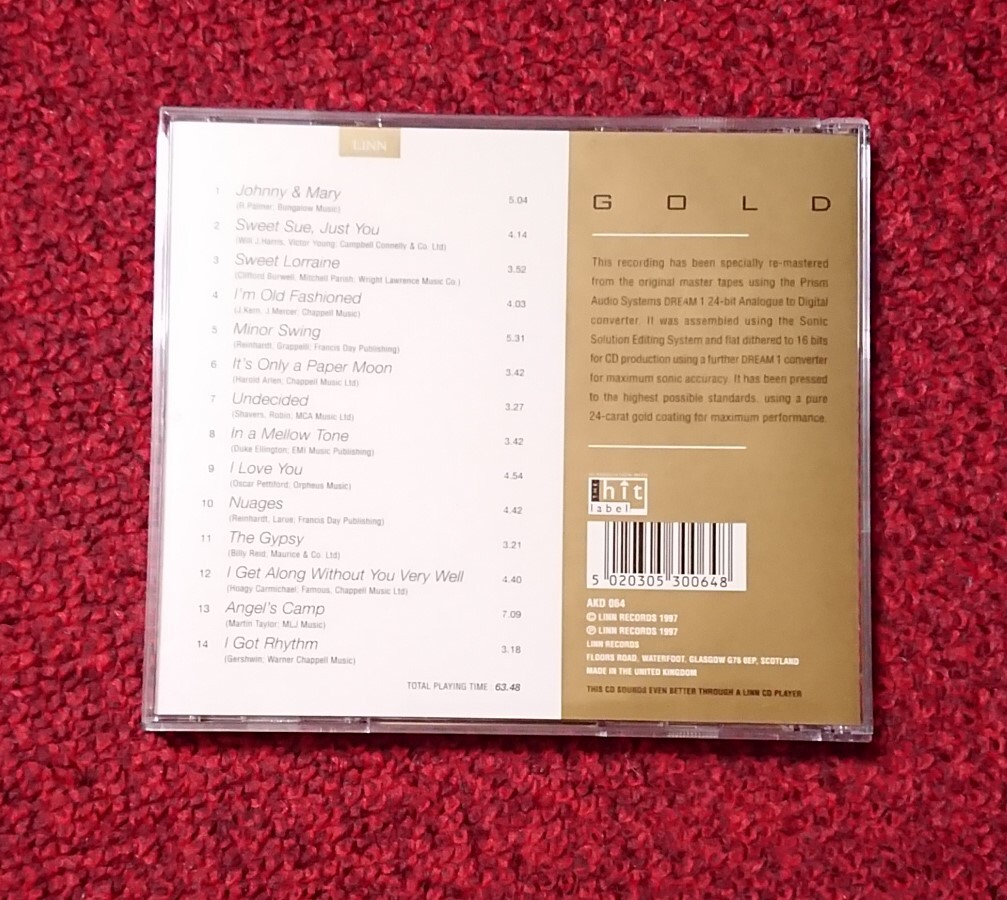 LINN
1 Johnny & Mary 5.04
(R.Palmer; Bungalow Music)
2 Sweet Sue, Just You 4.14
(Will J.Harris, Victor Young; Campbell Connelly & Co. Ltd)
3 Sweet Lorraine 3.52
(Clifford Burwell; Mitchell Parish; Wright Lawrence Music Co.)
4 I'm Old Fashioned 4.03
(J.Kern, J.Mercer; Chappell Music)
5 Minor Swing 5.31
(Reinhardt, Grappelli; Francis Day Publishing)
6 It's Only a Paper Moon 3.42
(Harold Arlen; Chappell Music Ltd)
7 Undecided 3.27
(Shavers, Robin; MCA Music Ltd)
8 In a Mellow Tone 3.42
(Duke Ellington; EMI Music Publishing)
9 I Love You 4.54
(Oscar Pettiford; Orpheus Music)
10 Nuages 4.42
(Reinhardt, Larue; Francis Day Publishing)
11 The Gypsy 3.21
(Billy Reid; Maurice & Co. Ltd)
12 I Get Along Without You Very Well 4.40
(Hoagy Carmichael; Famous, Chappell Music Ltd)
13 Angel's Camp 7.09
(Martin Taylor; MLJ Music)
14 I Got Rhythm 3.18
(Gershwin; Warner Chappell Music)
TOTAL PLAYING TIME : 63.48
GOLD
This recording has been specially re-mastered
from the original master tapes using the Prism
Audio Systems DREAM 1 24-bit Analogue to Digital
converter. It was assembled using the Sonic
Solution Editing System and flat dithered to 16 bits
for CD production using a further DREAM 1 converter
for maximum sonic accuracy. It has been pressed
to the highest possible standards, using a pure
24-carat gold coating for maximum performance.
THE hit
label
5 020305 300648
AKD 064
© LINN RECORDS 1997
℗ LINN RECORDS 1997
LINN RECORDS
FLOORS ROAD, WATERFOOT, GLASGOW G76 6EP, SCOTLAND
MADE IN THE UNITED KINGDOM
THIS CD SOUNDS EVEN BETTER THROUGH A LINN CD PLAYER